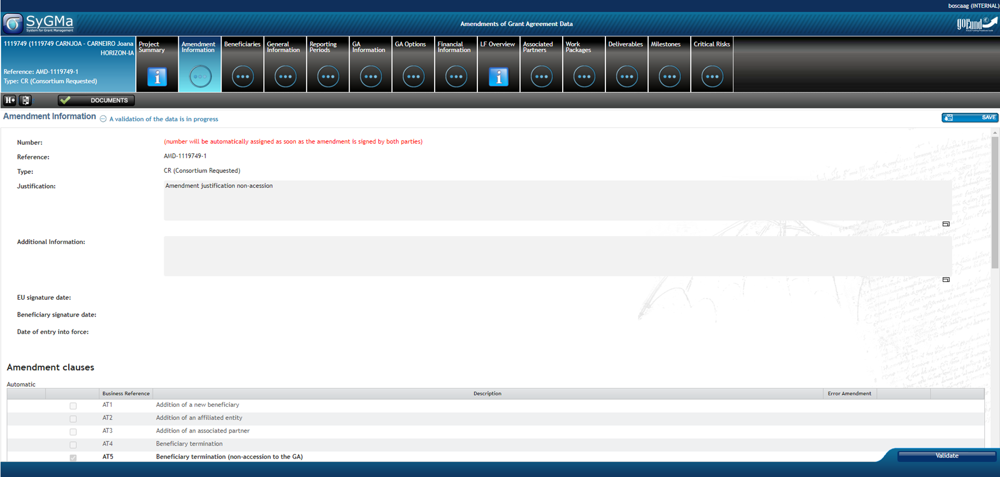 boscaag (INTERNAL)
SyGMa
System for Grant Management
Amendments of Grant Agreement Data
goFund
1119749 (1119749 CARNJOA - CARNEIRO Joana
HORIZON-IA
Reference: AMD-1119749-1
Type: CR (Consortium Requested)
Project Summary
Amendment Information
Beneficiaries
General Information
Reporting Periods
GA Information
GA Options
Financial Information
LF Overview
Associated Partners
Work Packages
Deliverables
Milestones
Critical Risks
DOCUMENTS
Amendment Information
A validation of the data is in progress
SAVE
Number: (number will be automatically assigned as soon as the amendment is signed by both parties)
Reference: AMD-1119749-1
Type: CR (Consortium Requested)
Justification: Amendment justification non-acession
Additional Information:
EU signature date:
Beneficiary signature date:
Date of entry into force:
Amendment clauses
Automatic
Business Reference Description Error Amendment
AT1 Addition of a new beneficiary
AT2 Addition of an affiliated entity
AT3 Addition of an associated partner
AT4 Beneficiary termination
AT5 Beneficiary termination (non-accession to the GA)
Validate